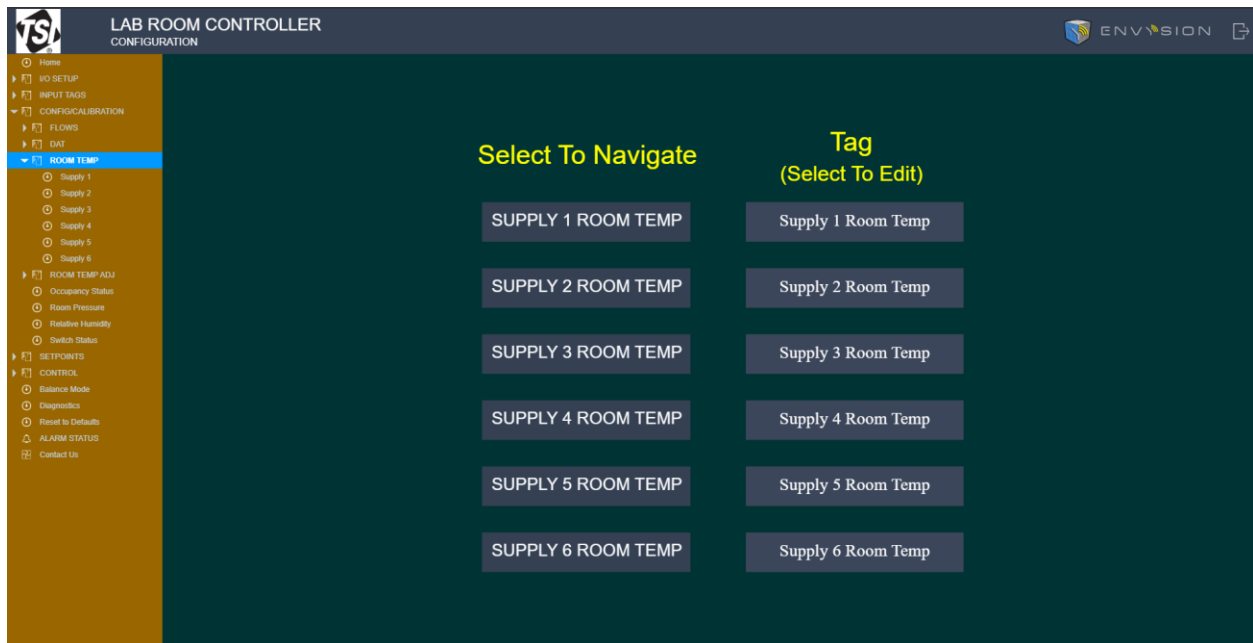 TSI
LAB ROOM CONTROLLER
CONFIGURATION
ENVYSION
Home
I/O SETUP
INPUT TAGS
CONFIG/CALIBRATION
FLOWS
DAT
ROOM TEMP
Supply 1
Supply 2
Supply 3
Supply 4
Supply 5
Supply 6
ROOM TEMP ADJ
Occupancy Status
Room Pressure
Relative Humidity
Switch Status
SETPOINTS
CONTROL
Balance Mode
Diagnostics
Reset to Defaults
ALARM STATUS
Contact Us
Select To Navigate
Tag
(Select To Edit)
SUPPLY 1 ROOM TEMP
Supply 1 Room Temp
SUPPLY 2 ROOM TEMP
Supply 2 Room Temp
SUPPLY 3 ROOM TEMP
Supply 3 Room Temp
SUPPLY 4 ROOM TEMP
Supply 4 Room Temp
SUPPLY 5 ROOM TEMP
Supply 5 Room Temp
SUPPLY 6 ROOM TEMP
Supply 6 Room Temp